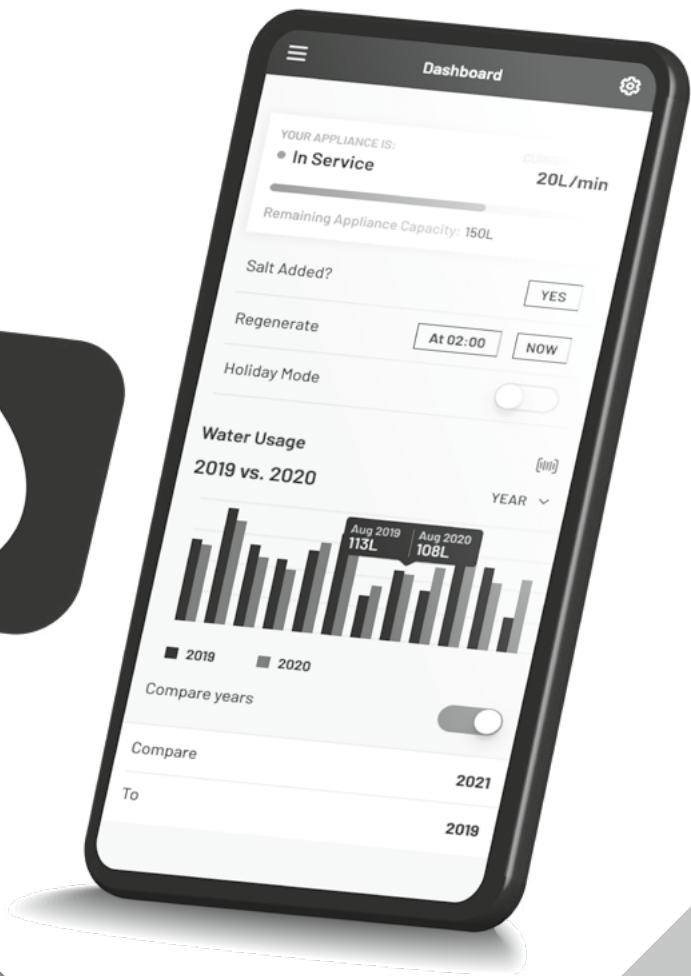 Dashboard
YOUR APPLIANCE IS:
In Service
20L/min
Remaining Appliance Capacity: 150L
Salt Added?
YES
Regenerate
At 02:00
NOW
Holiday Mode
Water Usage
2019 vs. 2020
YEAR
Aug 2019
113L
Aug 2020
108L
2019
2020
Compare years
Compare
2021
To
2019